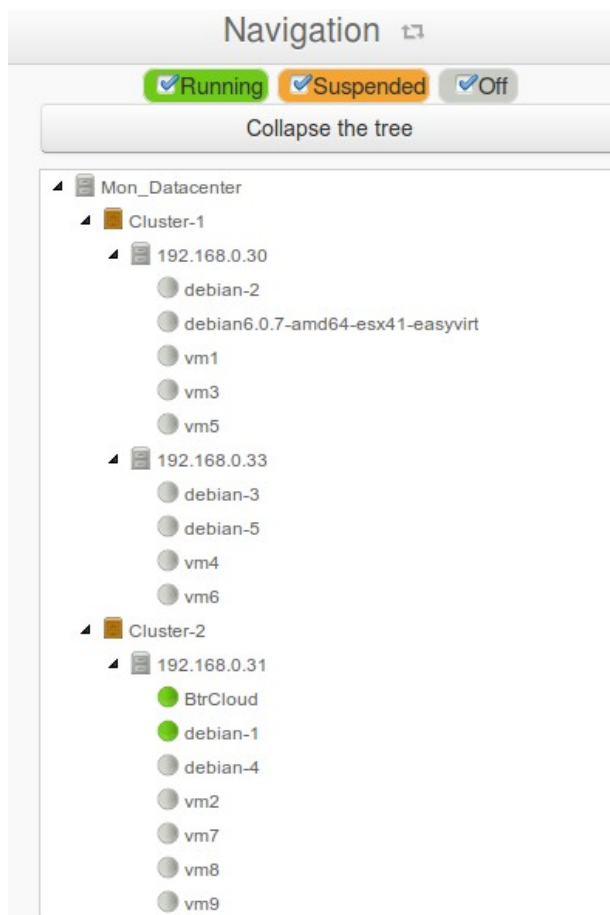 Navigation
Running Suspended Off
Collapse the tree
Mon_Datacenter
Cluster-1
192.168.0.30
debian-2
debian6.0.7-amd64-esx41-easyvirt
vm1
vm3
vm5
192.168.0.33
debian-3
debian-5
vm4
vm6
Cluster-2
192.168.0.31
BtrCloud
debian-1
debian-4
vm2
vm7
vm8
vm9